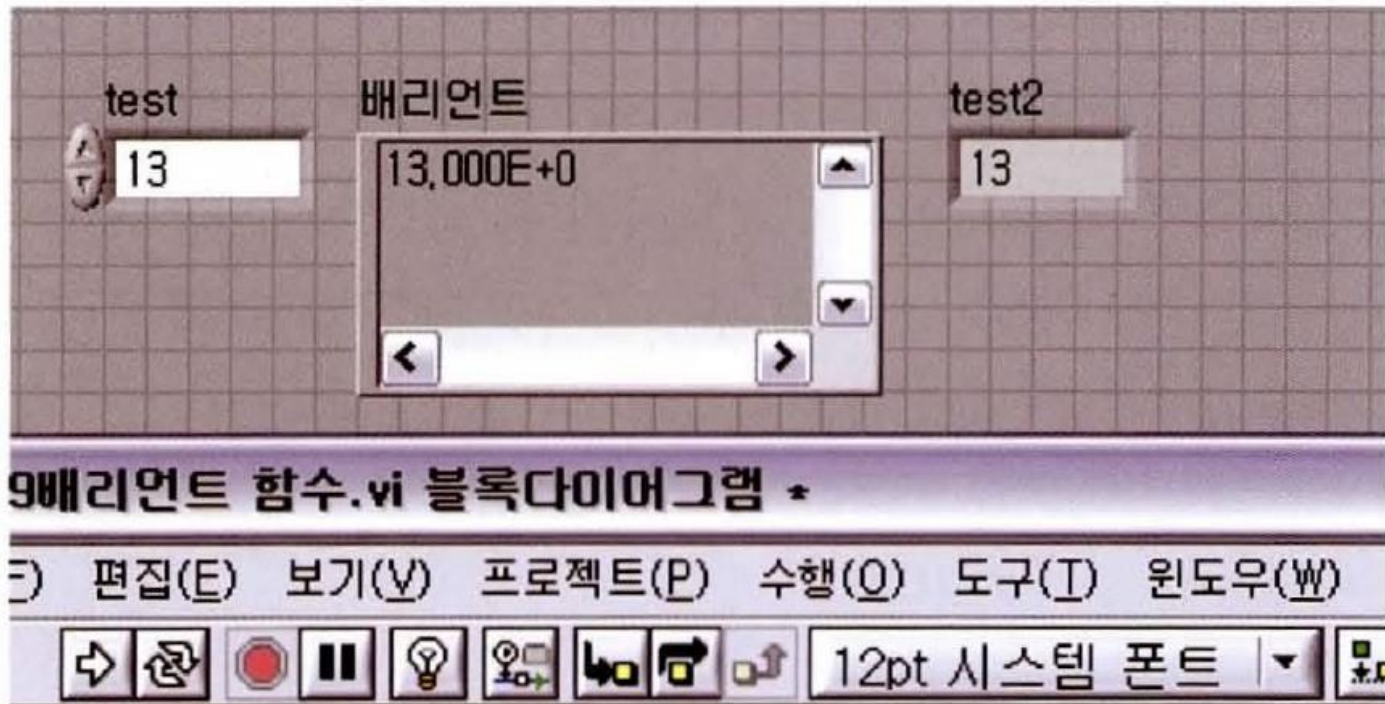 test 배리언트 test2
13 13,000E+0 13
9배리언트 함수.vi 블록다이어그램 *
편집(E) 보기(V) 프로젝트(P) 수행(O) 도구(T) 윈도우(W)
12pt 시스템 폰트